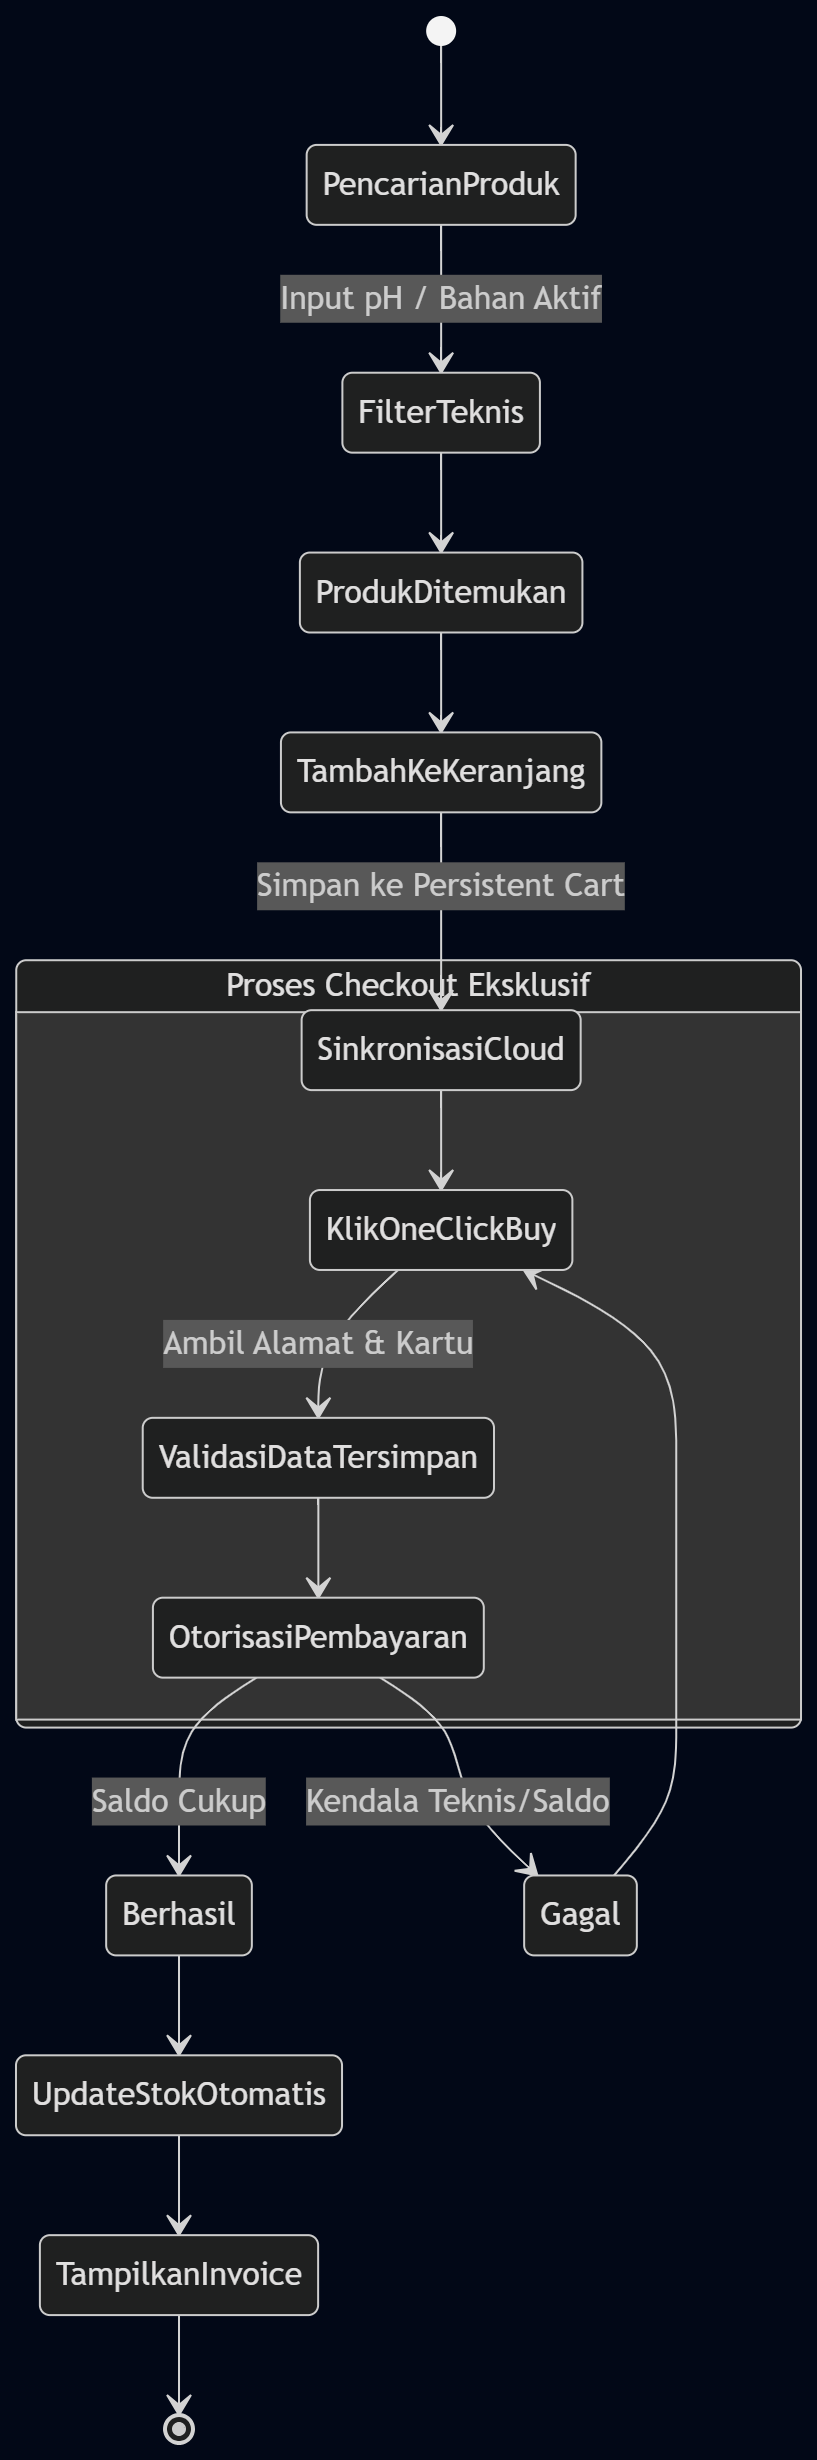 PencarianProduk
Input pH / Bahan Aktif
FilterTeknis
ProdukDitemukan
TambahKeKeranjang
Simpan ke Persistent Cart
Proses Checkout Eksklusif
SinkronisasiCloud
KlikOneClickBuy
Ambil Alamat & Kartu
ValidasiDataTersimpan
OtorisasiPembayaran
Saldo Cukup
Kendala Teknis/Saldo
Berhasil
Gagal
UpdateStokOtomatis
TampilkanInvoice